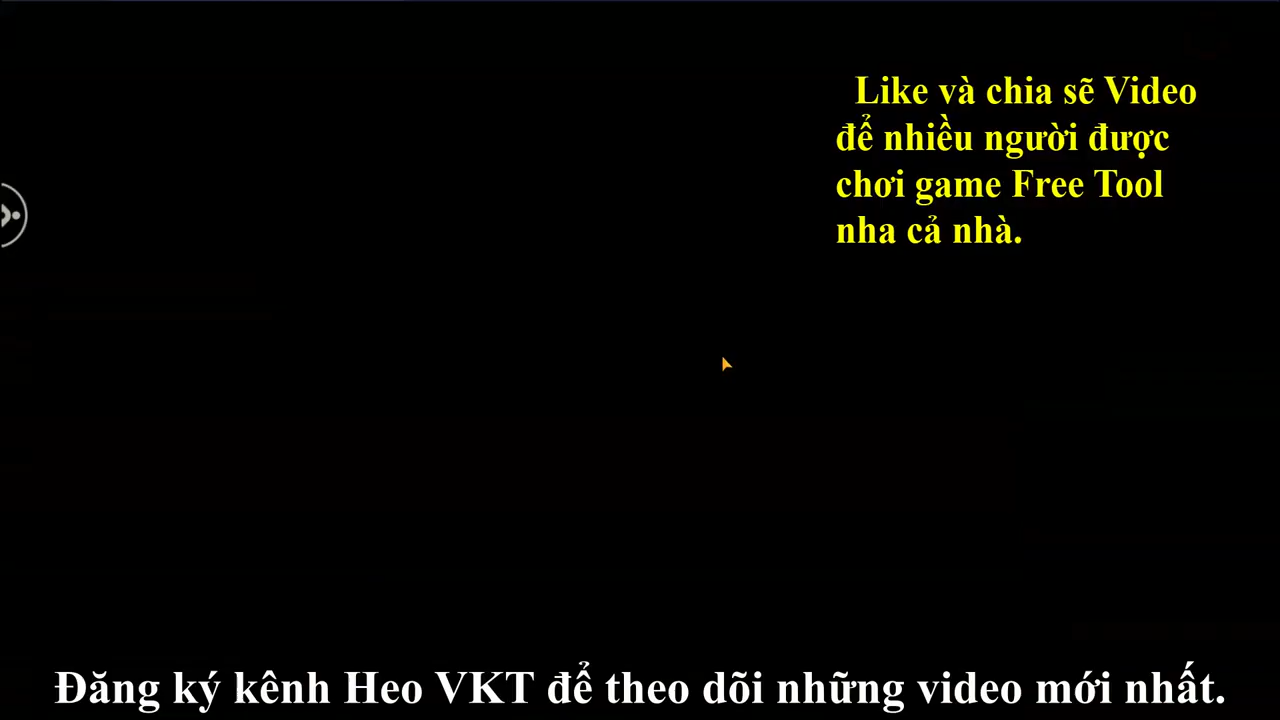 Like và chia sẽ Video
để nhiều người được
chơi game Free Tool
nha cả nhà.
Đăng ký kênh Heo VKT để theo dõi những video mới nhất.